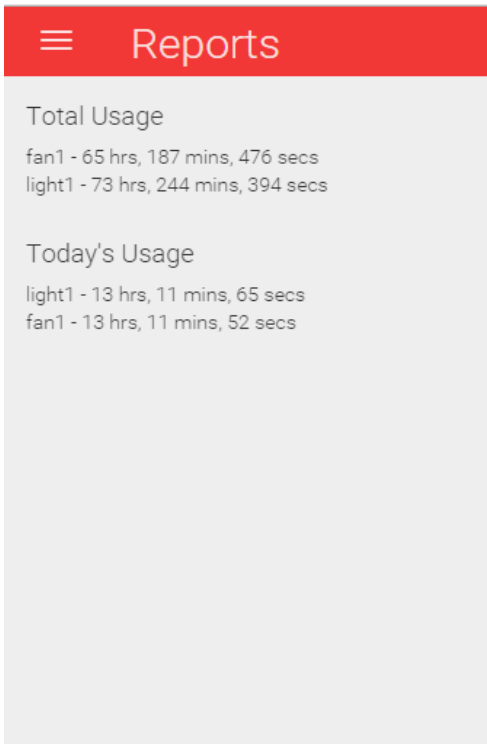 Reports
Total Usage
fan1 - 65 hrs, 187 mins, 476 secs
light1 - 73 hrs, 244 mins, 394 secs
Today's Usage
light1 - 13 hrs, 11 mins, 65 secs
fan1 - 13 hrs, 11 mins, 52 secs